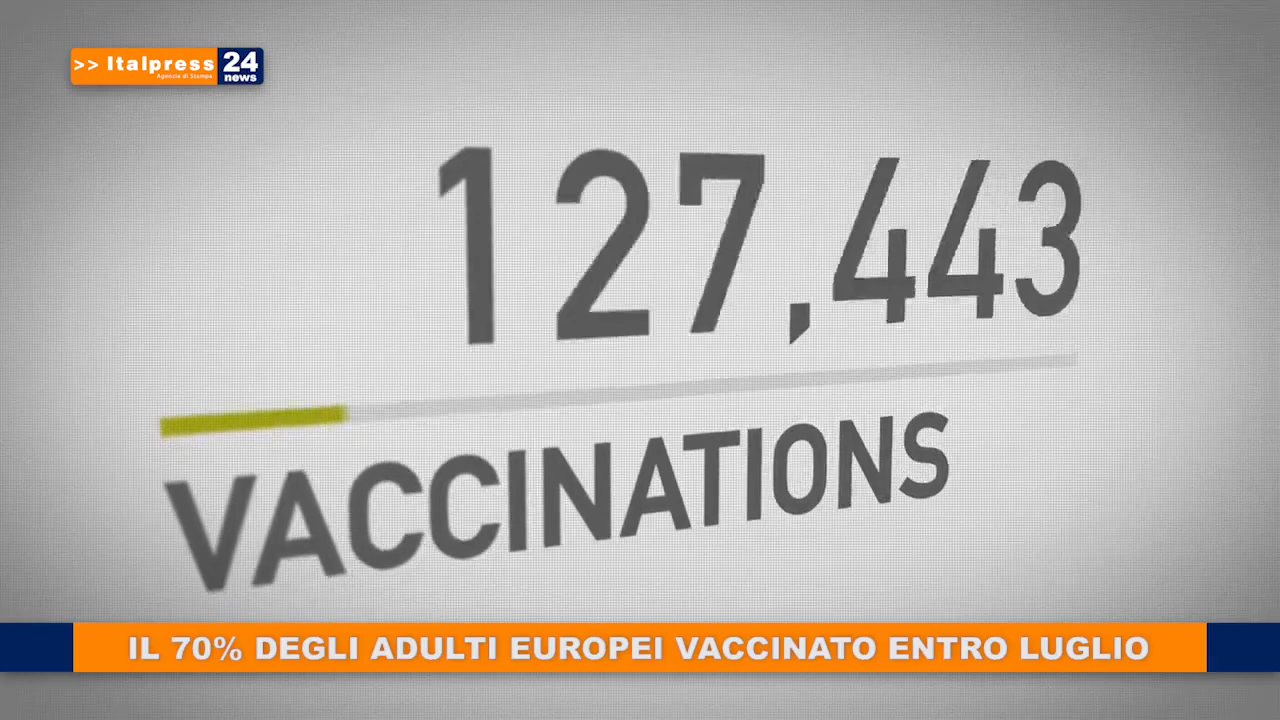 >> Italpress 24
Agenzia di Stampa news
127,443
VACCINATIONS
IL 70% DEGLI ADULTI EUROPEI VACCINATO ENTRO LUGLIO